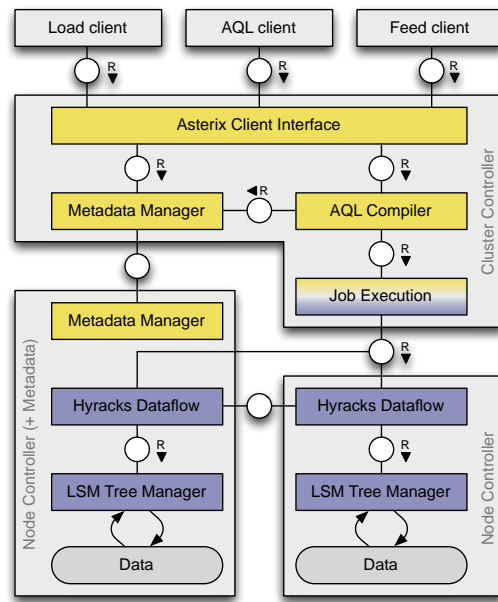 Load client
AQL client
Feed client
R
R
R
Asterix Client Interface
R
R
Metadata Manager
R
AQL Compiler
Cluster Controller
R
Job Execution
Metadata Manager
R
Node Controller (+ Metadata)
Hyracks Dataflow
Hyracks Dataflow
R
R
LSM Tree Manager
LSM Tree Manager
Node Controller
Data
Data